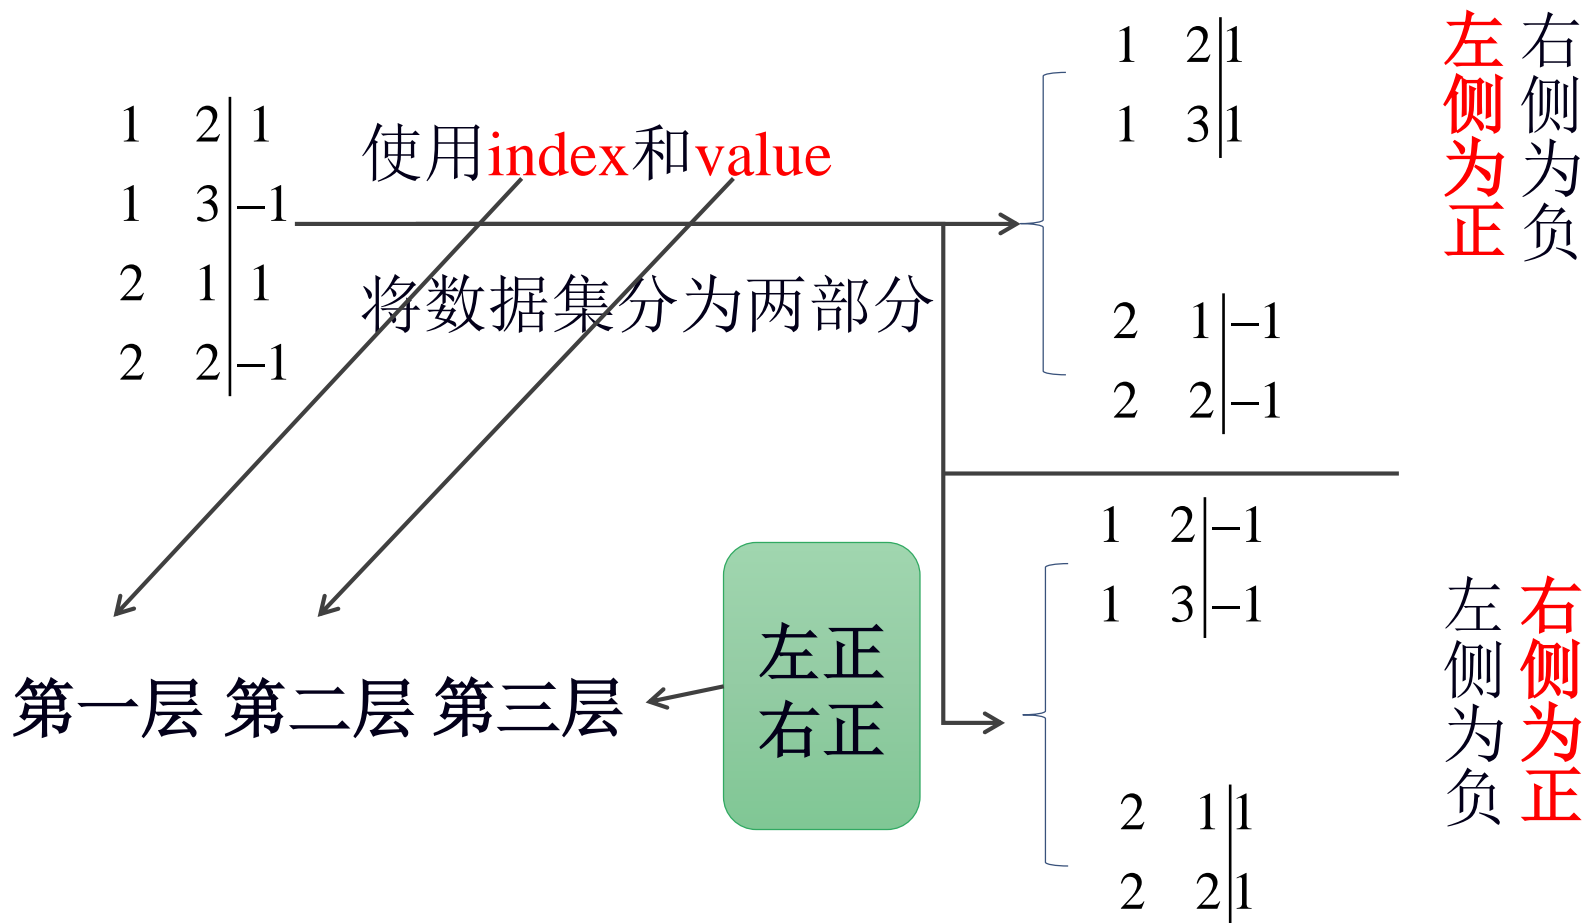 1 2 1
1 3 -1
2 1 1
2 2 -1
使用index和value
将数据集分为两部分
1 2 1
1 3 1
2 1 -1
2 2 -1
左侧为正
右侧为负
1 2 -1
1 3 -1
2 1 1
2 2 1
左侧为负
右侧为正
左正
右正
第一层 第二层 第三层